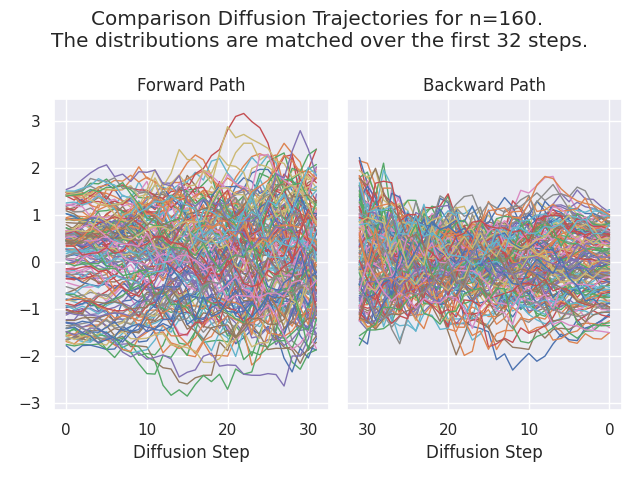 Comparison Diffusion Trajectories for n=160.
The distributions are matched over the first 32 steps.
Forward Path
Backward Path
3
2
1
0
−1
−2
−3
0 10 20 30
30 20 10 0
Diffusion Step
Diffusion Step